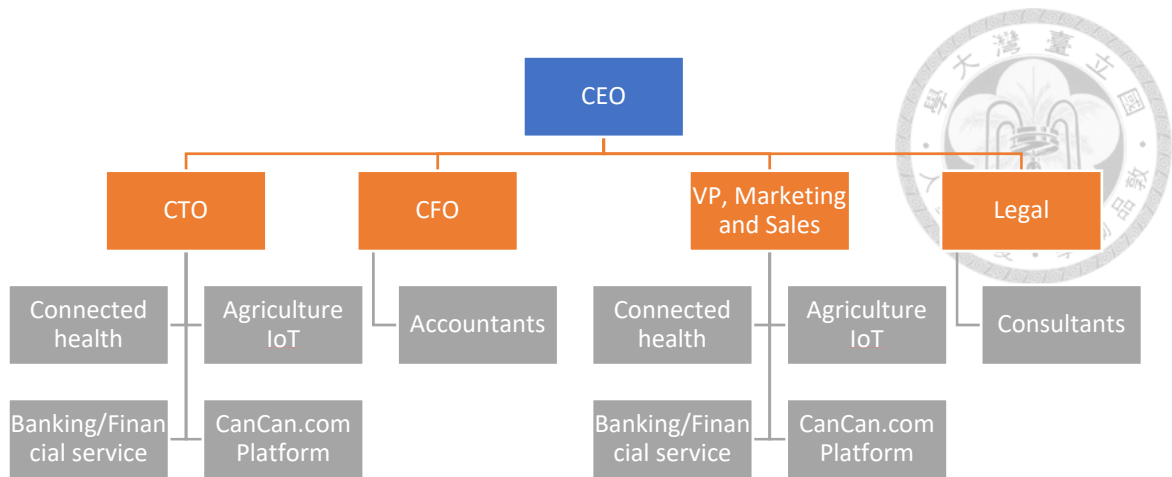 CEO
CTO
CFO
VP, Marketing
and Sales
Legal
Connected
health
Agriculture
IoT
Accountants
Connected
health
Agriculture
IoT
Consultants
Banking/Finan
cial service
CanCan.com
Platform
Banking/Finan
cial service
CanCan.com
Platform